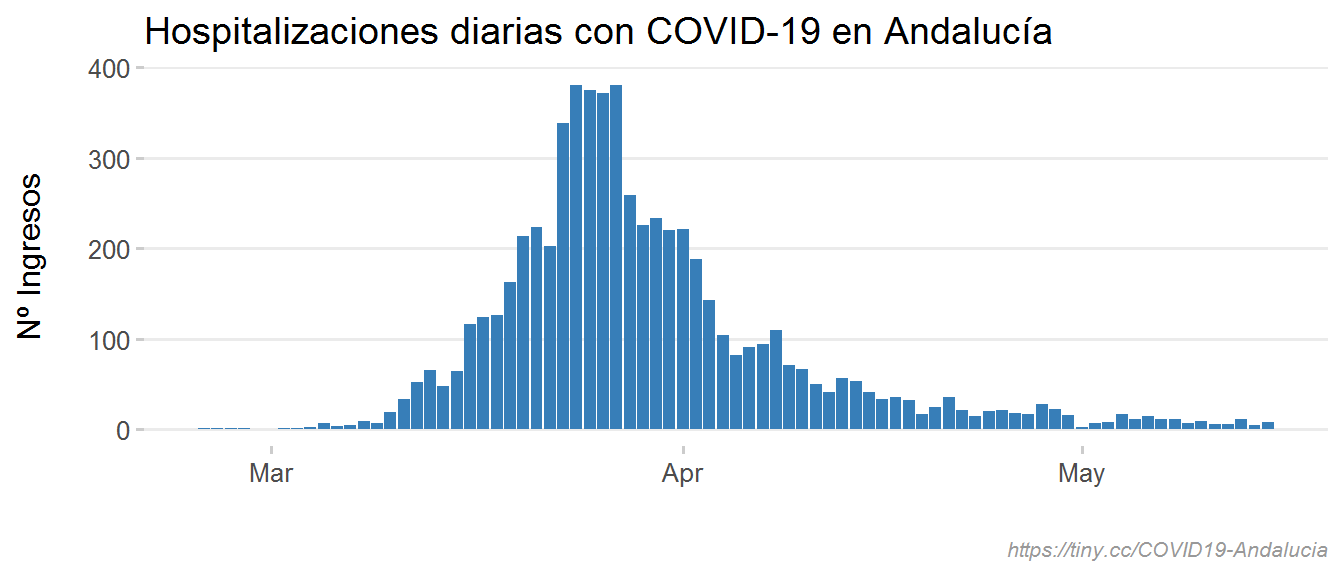 Hospitalizaciones diarias con COVID-19 en Andalucía
Nº Ingresos
400
300
200
100
0
Mar
Apr
May
https://tiny.cc/COVID19-Andalucia